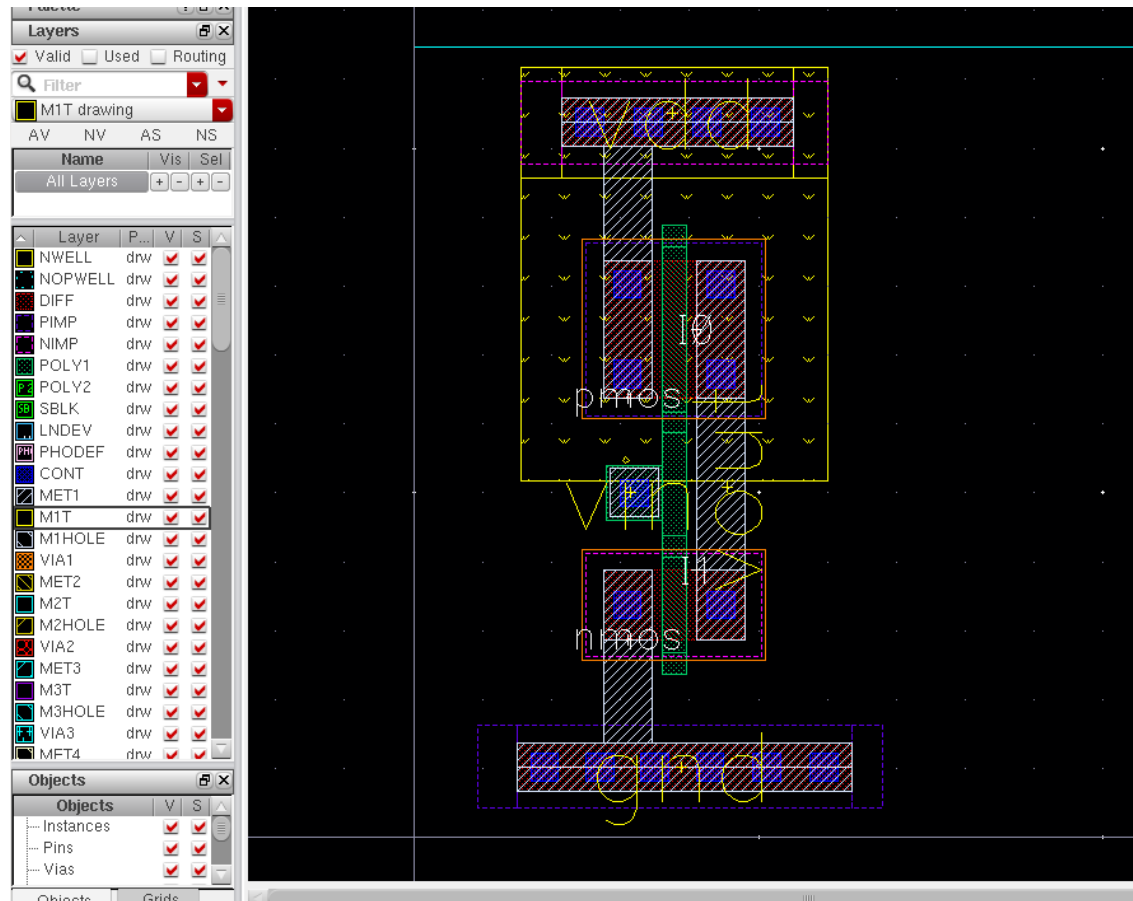 Palette
Layers
Valid Used Routing
Filter
M1T drawing
AV NV AS NS
Name Vis Sel
All Layers + - + -
Layer P... V S
NWELL drw
NOPWELL drw
DIFF drw
PIMP drw
NIMP drw
POLY1 drw
POLY2 drw
SBLK drw
LNDEV drw
PHODEF drw
CONT drw
MET1 drw
M1T drw
M1HOLE drw
VIA1 drw
MET2 drw
M2T drw
M2HOLE drw
VIA2 drw
MET3 drw
M3T drw
M3HOLE drw
VIA3 drw
MET4 drw
Objects
Objects V S
Instances
Pins
Vias
Objects Grids
vdd
I0
pmos
Vin
Vout
I1
nmos
gnd